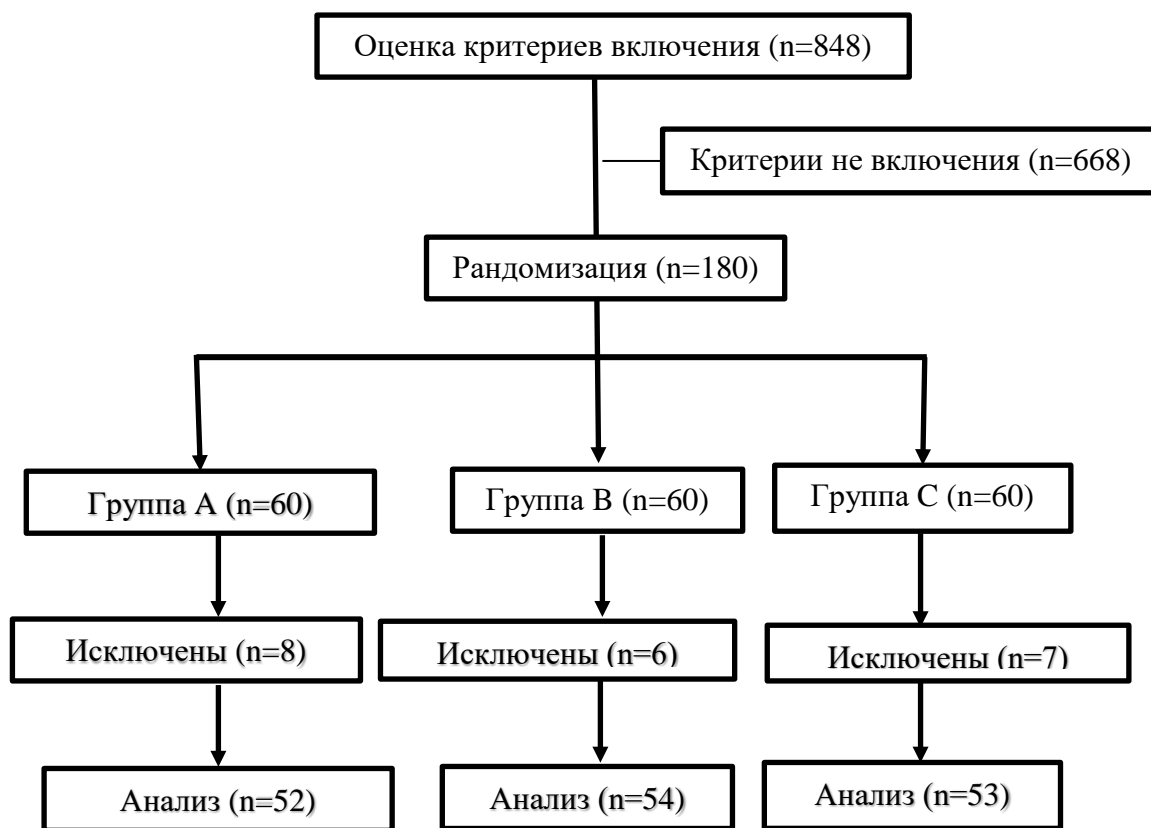 Оценка критериев включения (n=848)
Критерии не включения (n=668)
Рандомизация (n=180)
Группа А (n=60)
Группа В (n=60)
Группа С (n=60)
Исключены (n=8)
Исключены (n=6)
Исключены (n=7)
Анализ (n=52)
Анализ (n=54)
Анализ (n=53)